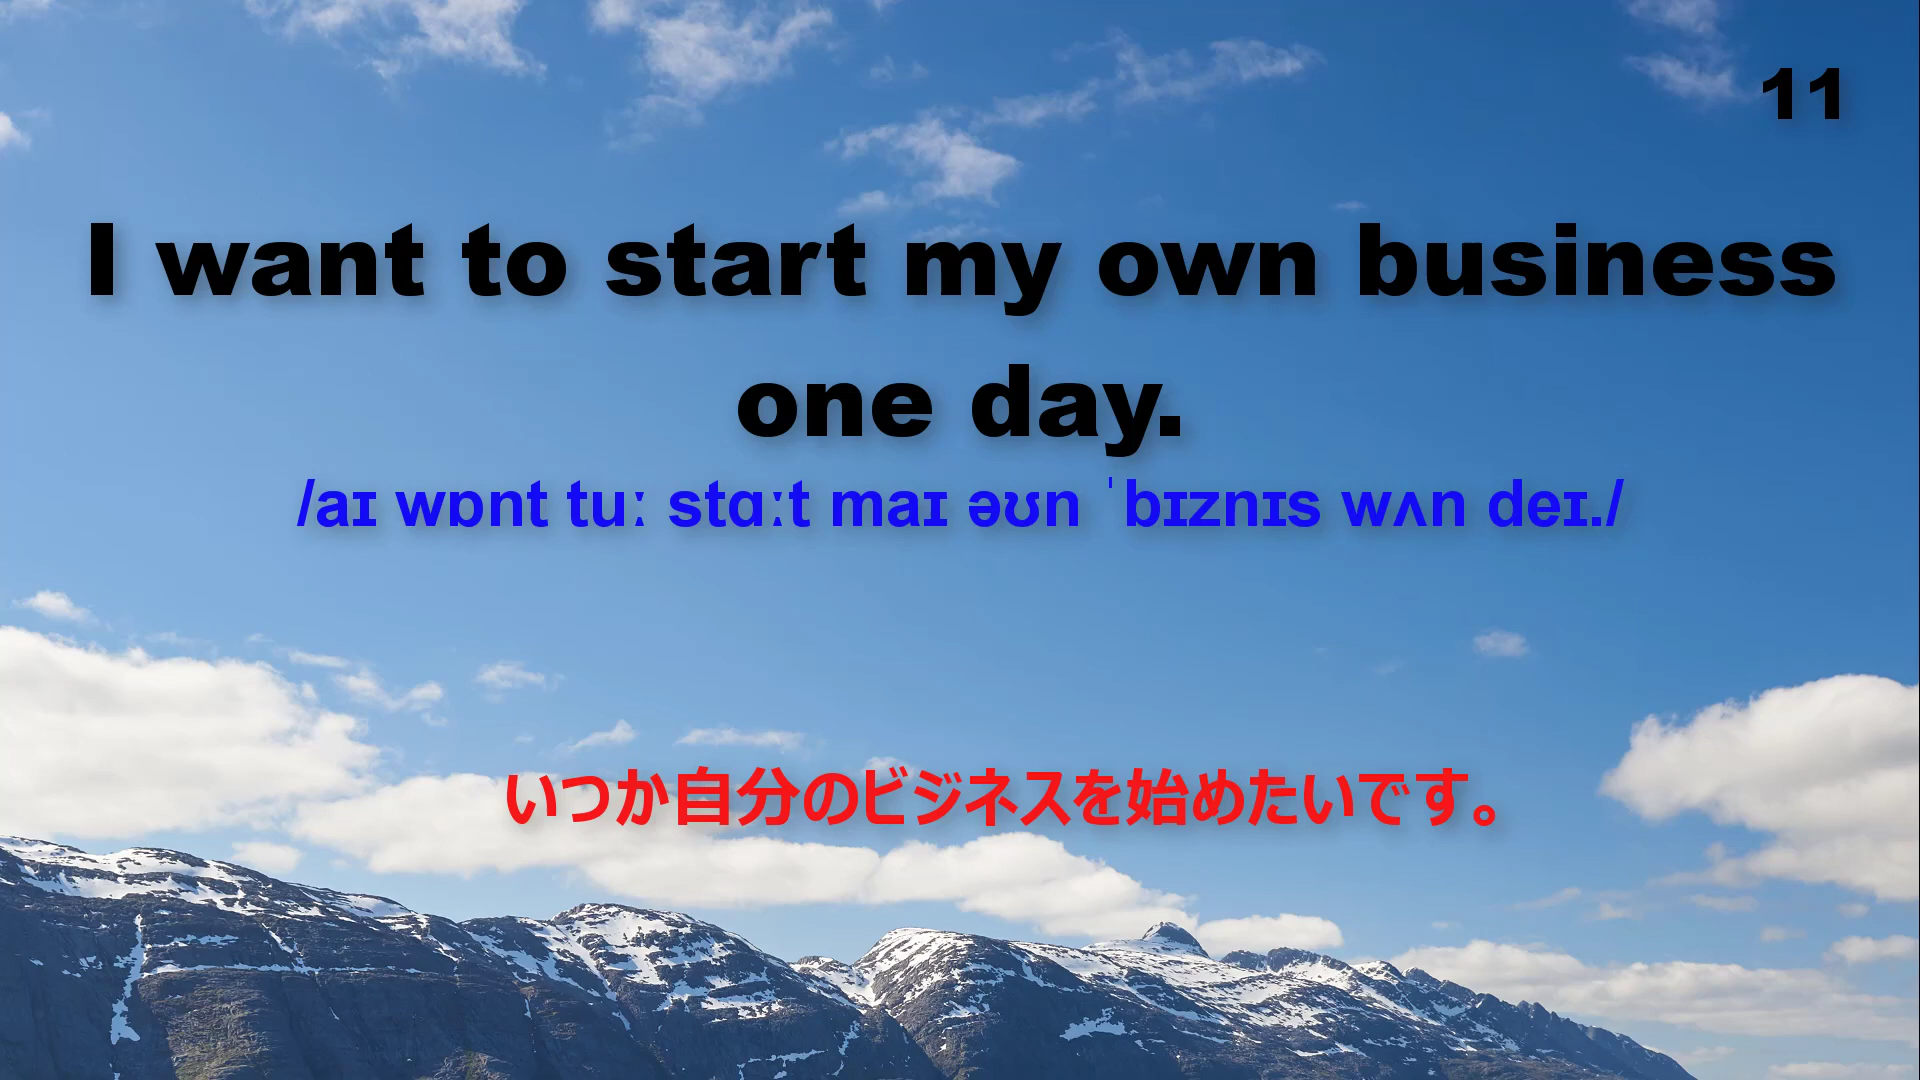 11
I want to start my own business
one day.
/aɪ wɒnt tuː stɑːt maɪ əʊn ˈbɪznɪs wʌn deɪ./
いつか自分のビジネスを始めたいです。